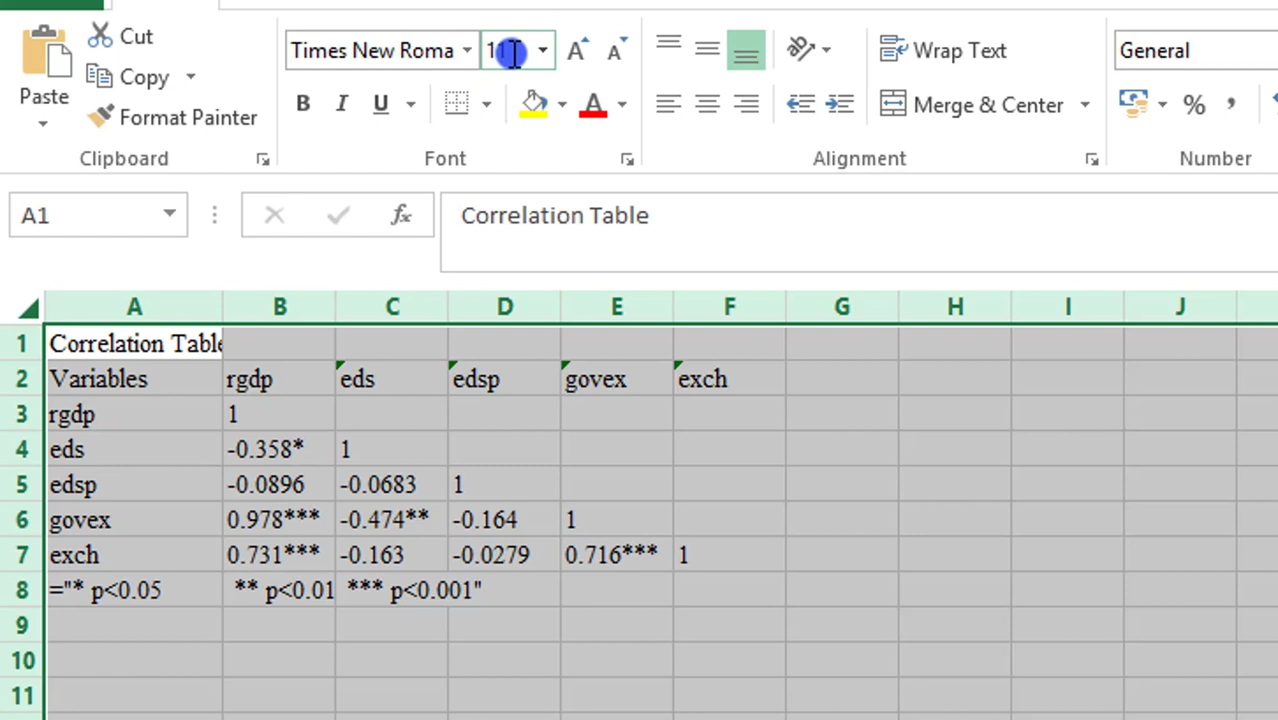 Cut
Copy
Paste
Format Painter
Clipboard
Times New Roma
B I U A
Font
Wrap Text
Merge & Center
Alignment
General
% ,
Number
A1
fx
Correlation Table
A B C D E F G H I J
1 Correlation Table
2 Variables rgdp eds edsp govex exch
3 rgdp 1
4 eds -0.358* 1
5 edsp -0.0896 -0.0683 1
6 govex 0.978*** -0.474** -0.164 1
7 exch 0.731*** -0.163 -0.0279 0.716*** 1
8 ="* p<0.05 ** p<0.01 *** p<0.001"
9
10
11